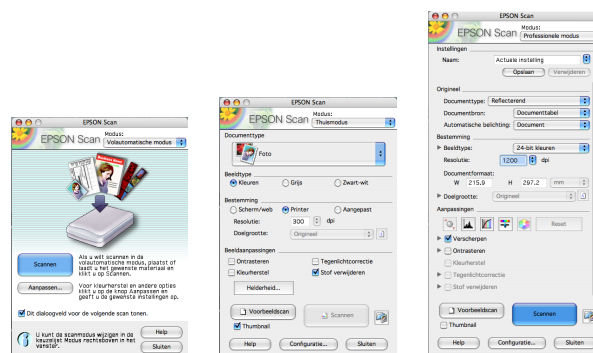 EPSON Scan
EPSON Scan
Modus:
Volautomatische modus
Scannen
Als u wilt scannen in de
volautomatische modus, plaatst of
laadt u het gewenste materiaal en
klikt u op Scannen.
Aanpassen...
Voor kleurherstel en andere opties
klikt u op de knop Aanpassen en
geeft u de gewenste instellingen op.
Dit dialoogveld voor de volgende scan tonen.
U kunt de scanmodus wijzigen in de
keuzelijst Modus rechtsboven in het
venster.
Help
Sluiten
EPSON Scan
EPSON Scan
Modus:
Thuismodus
Documenttype
Foto
Beeldtype
Kleuren Grijs Zwart-wit
Bestemming
Scherm/web Printer Aangepast
Resolutie: 300 dpi
Doelgrootte: Origineel
Beeldaanpassingen
Ontrasteren Tegenlichtcorrectie
Kleurherstel Stof verwijderen
Helderheid...
Voorbeeldscan Scannen
Thumbnail
Help Configuratie... Sluiten
EPSON Scan
EPSON Scan
Modus:
Professionele modus
Instellingen
Naam: Actuele instelling
Opslaan Verwijderen
Origineel
Documenttype: Reflecterend
Documentbron: Documenttabel
Automatische belichting: Document
Bestemming
Beeldtype: 24-bit kleuren
Resolutie: 1200 dpi
Documentformaat:
W 215,9 H 297,2 mm
Doelgrootte: Origineel
Aanpassingen
Reset
Verscherpen
Ontrasteren
Kleurherstel
Tegenlichtcorrectie
Stof verwijderen
Voorbeeldscan Scannen
Thumbnail
Help Configuratie... Sluiten